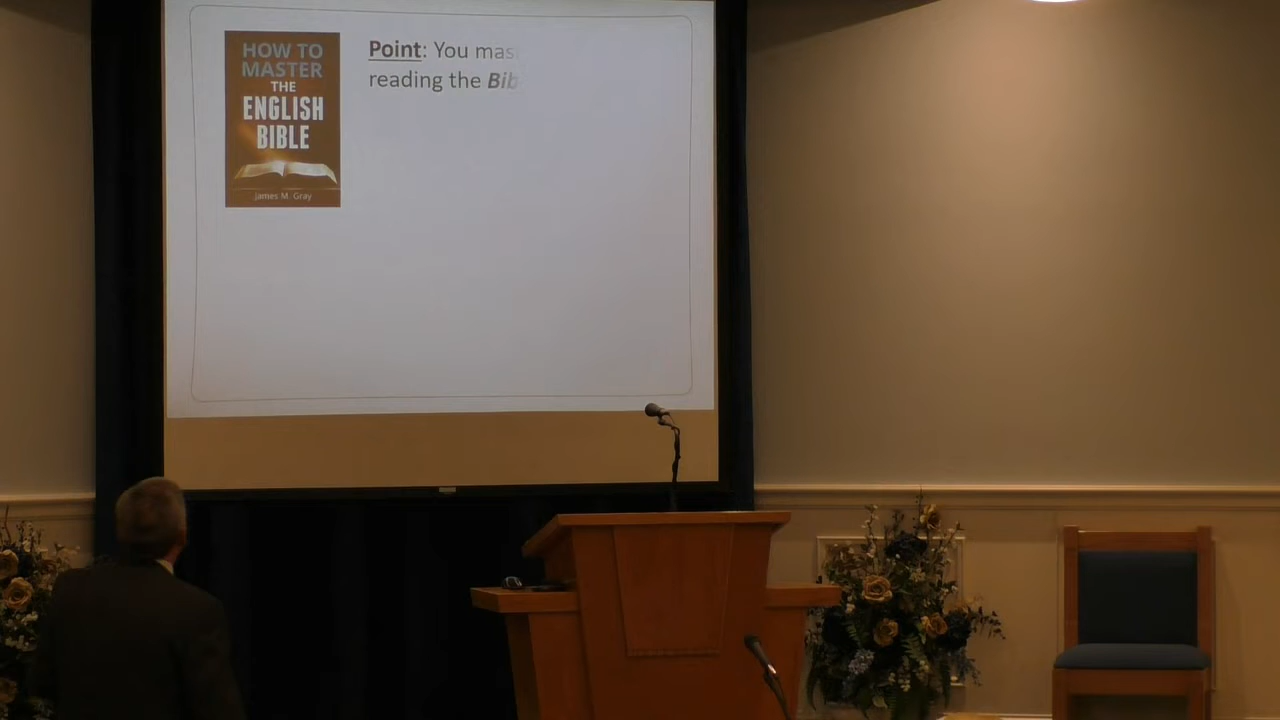 HOW TO
MASTER
THE
ENGLISH
BIBLE
James M. Gray
Point: You mas
reading the Bib